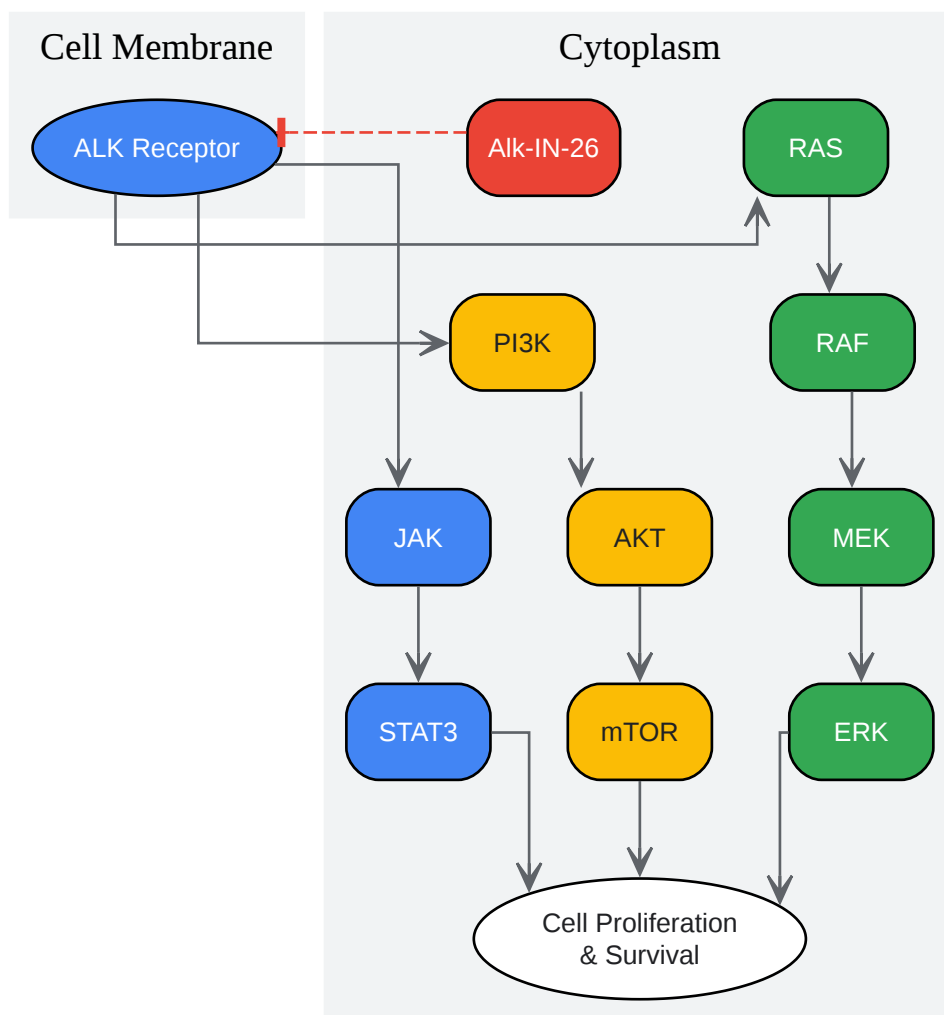 Cell Membrane
Cytoplasm
ALK Receptor
Alk-IN-26
RAS
PI3K
RAF
JAK
AKT
MEK
STAT3
mTOR
ERK
Cell Proliferation
& Survival